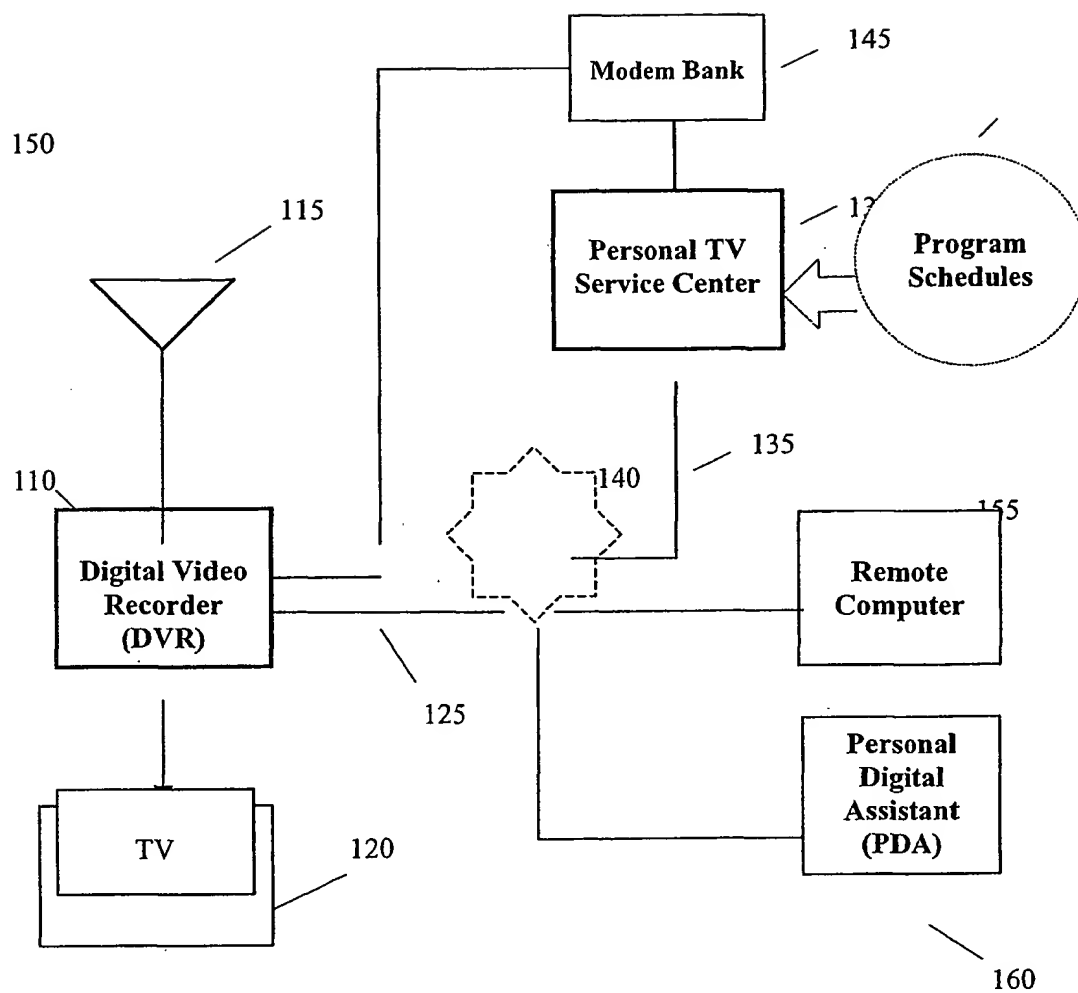 145
Modem Bank
150
115
Personal TV
Service Center
Program
Schedules
135
140
110
155
Digital Video
Recorder
(DVR)
Remote
Computer
125
Personal
Digital
Assistant
(PDA)
TV
120
160